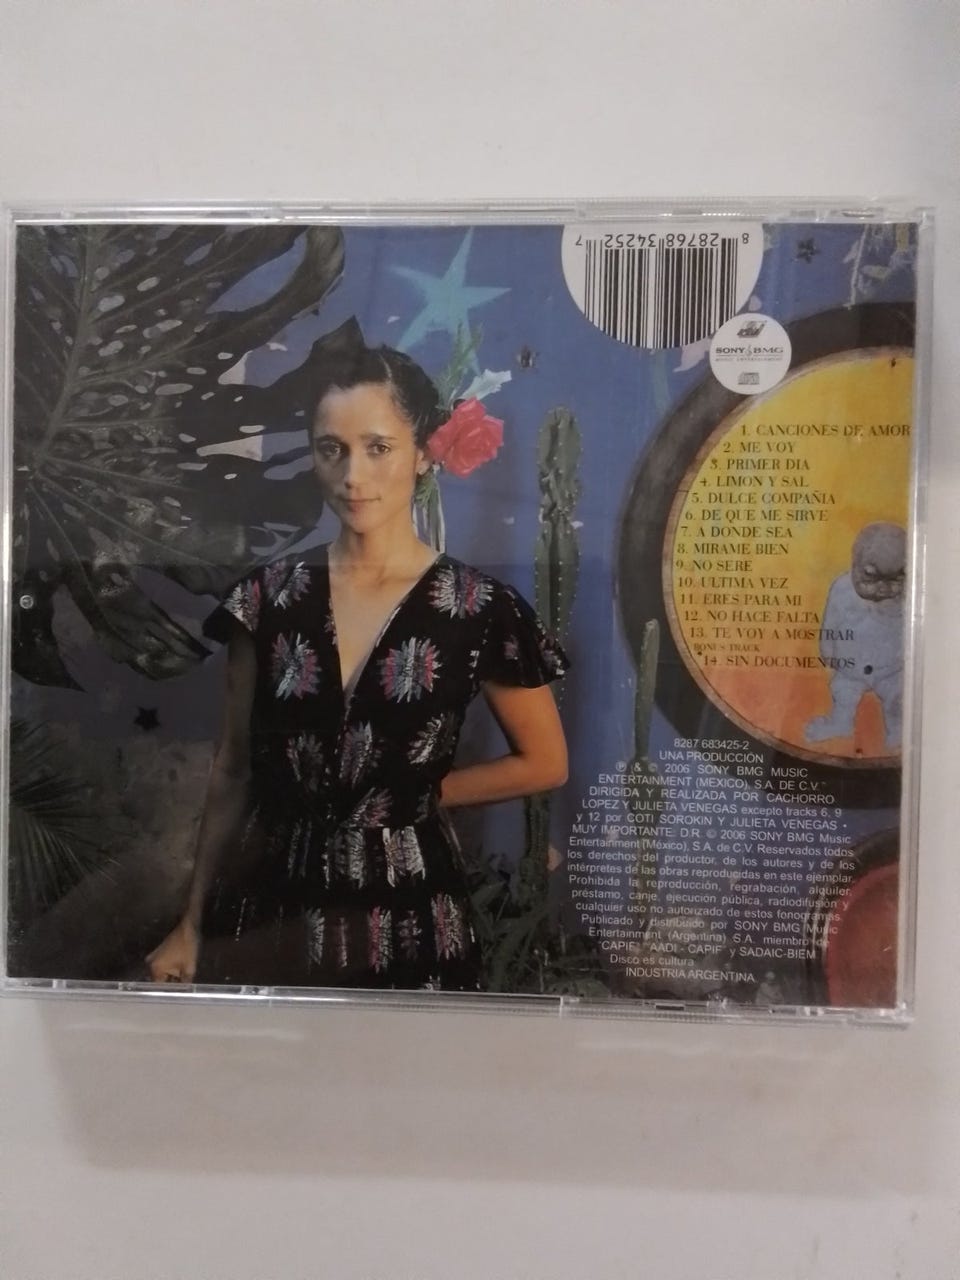 8 28768 34252 7
SONY BMG
MUSIC ENTERTAINMENT
1. CANCIONES DE AMOR
2. ME VOY
3. PRIMER DIA
4. LIMON Y SAL
5. DULCE COMPAÑIA
6. DE QUE ME SIRVE
7. A DONDE SEA
8. MIRAME BIEN
9. NO SERE
10. ULTIMA VEZ
11. ERES PARA MI
12. NO HACE FALTA
13. TE VOY A MOSTRAR
BONUS TRACK
14. SIN DOCUMENTOS
8287 683425-2
UNA PRODUCCIÓN
℗ & © 2006 SONY BMG MUSIC
ENTERTAINMENT (MEXICO), S.A. DE C.V.
DIRIGIDA Y REALIZADA POR CACHORRO
LOPEZ Y JULIETA VENEGAS excepto tracks 6, 9
y 12 por COTI SOROKIN Y JULIETA VENEGAS •
MUY IMPORTANTE: D.R. © 2006 SONY BMG Music
Entertainment (México), S.A. de C.V. Reservados todos
los derechos del productor, de los autores y de los
intérpretes de las obras reproducidas en este ejemplar.
Prohibida la reproducción, regrabación, alquiler,
préstamo, canje, ejecución pública, radiodifusión y
cualquier uso no autorizado de estos fonogramas.
Publicado y distribuido por SONY BMG Music
Entertainment (Argentina) S.A. miembro de
"CAPIF" "AADI - CAPIF" y SADAIC-BIEM
Disco es cultura
INDUSTRIA ARGENTINA